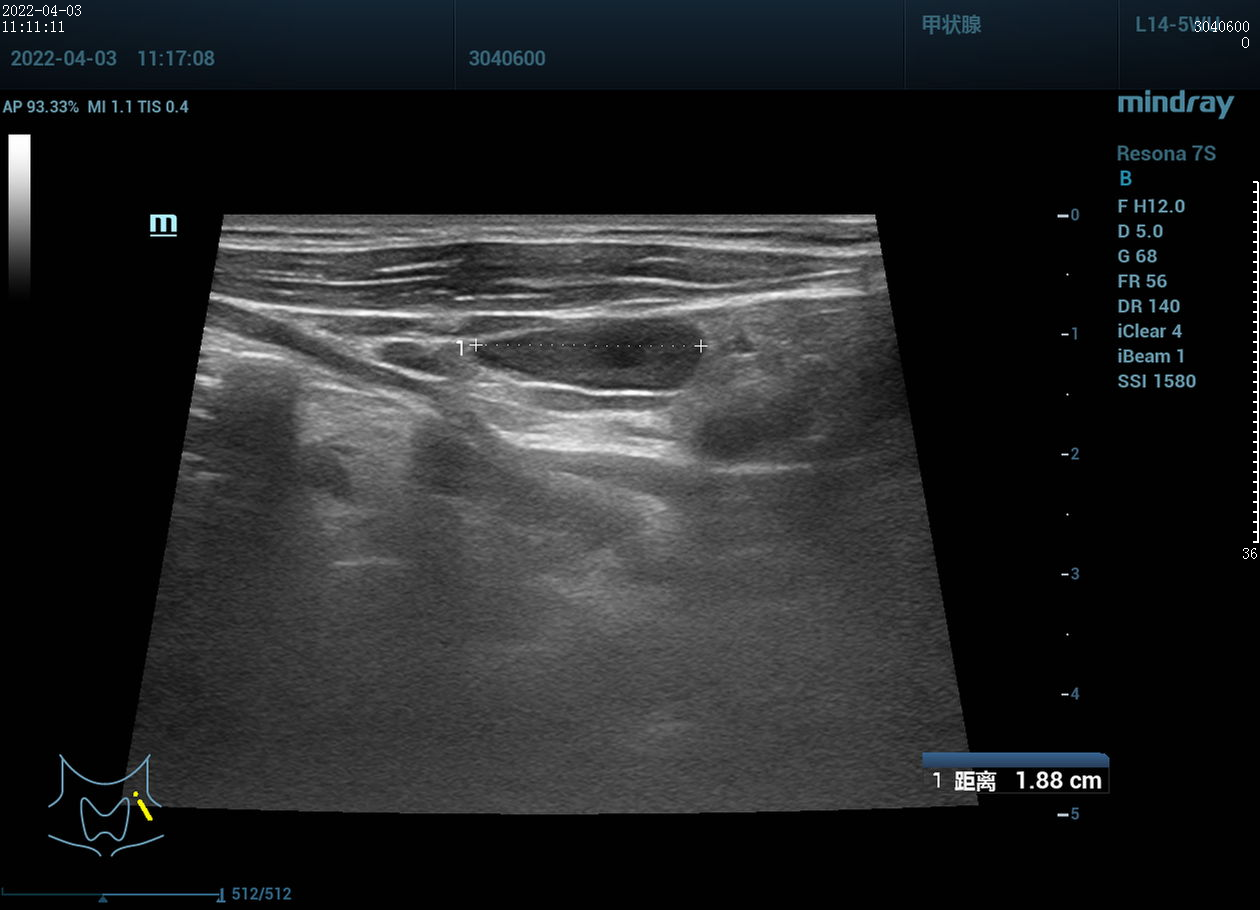 2022-04-03
11:11:11
甲状腺
3040600
0
2022-04-03 11:17:08
3040600
AP 93.33% MI 1.1 TIS 0.4
mindray
Resona 7S
B
F H12.0
D 5.0
G 68
FR 56
DR 140
iClear 4
iBeam 1
SSI 1580
m
0
1
2
3
4
5
1
36
1 距离 1.88 cm
512/512